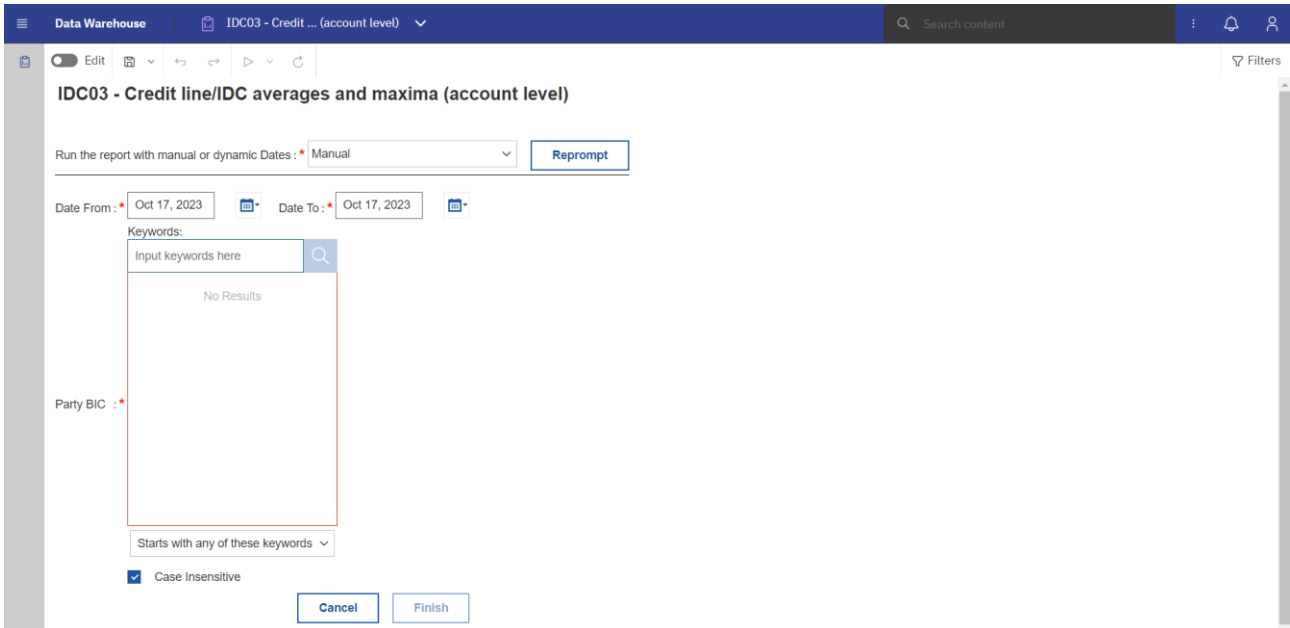 Data Warehouse IDC03 - Credit ... (account level) Search content
Edit Filters
IDC03 - Credit line/IDC averages and maxima (account level)
Run the report with manual or dynamic Dates : * Manual Reprompt
Date From : * Oct 17, 2023 Date To : * Oct 17, 2023
Keywords:
Input keywords here
No Results
Party BIC : *
Starts with any of these keywords
Case Insensitive
Cancel Finish